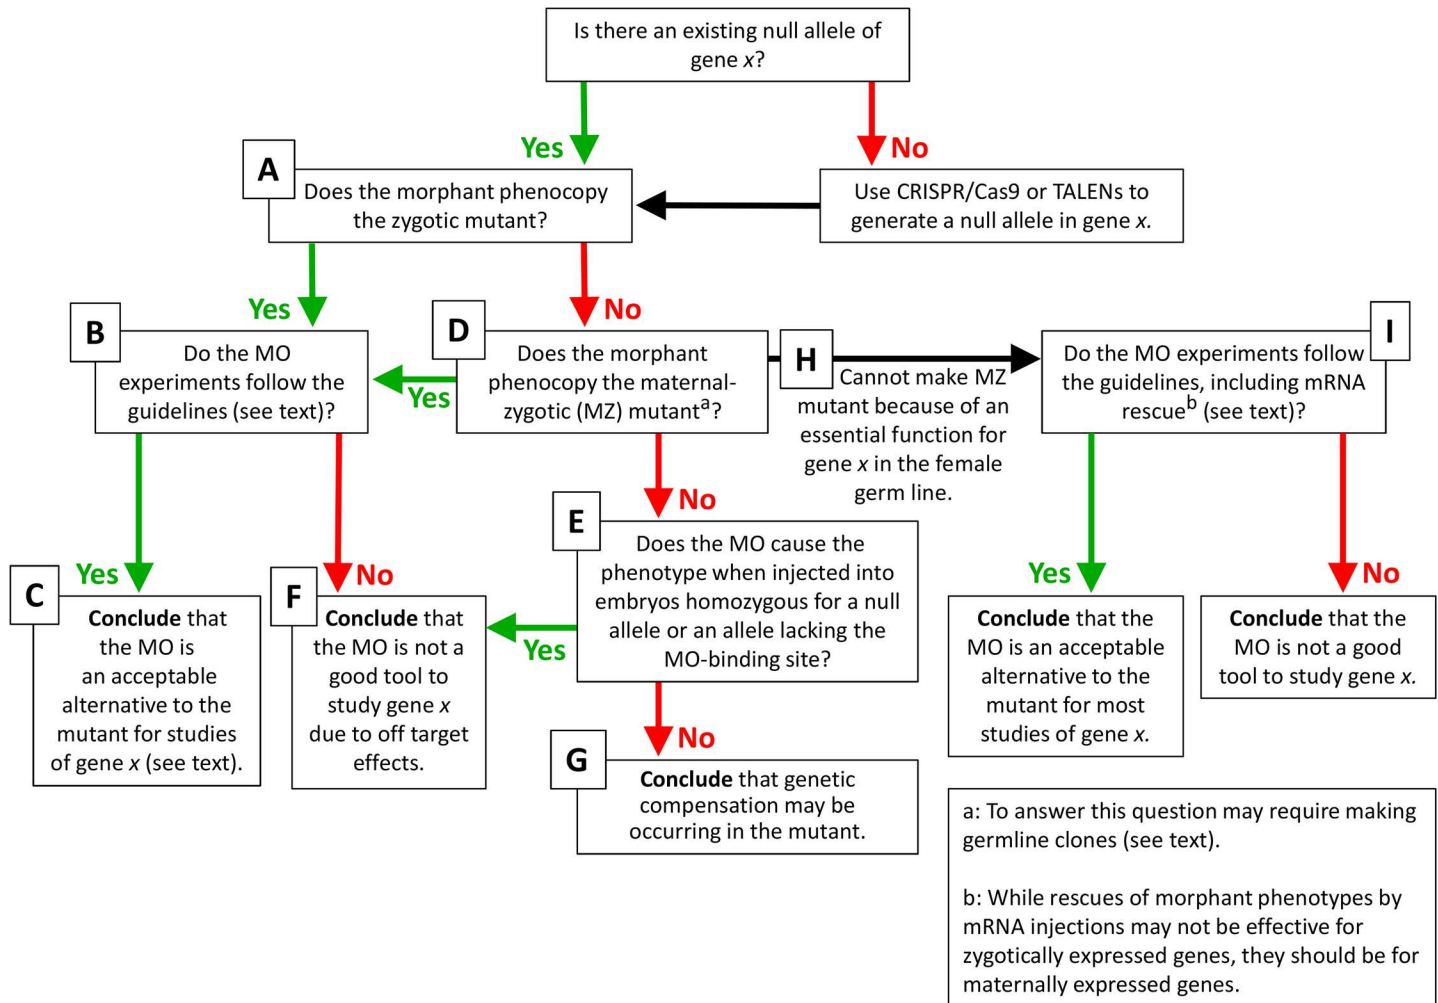 Is there an existing null allele of
gene x?
Yes
No
A
Does the morphant phenocopy
the zygotic mutant?
Use CRISPR/Cas9 or TALENs to
generate a null allele in gene x.
Yes
No
B
Do the MO
experiments follow the
guidelines (see text)?
D
Does the morphant
phenocopy the maternal-
zygotic (MZ) mutantᵃ?
Yes
H
Cannot make MZ
mutant because of an
essential function for
gene x in the female
germ line.
I
Do the MO experiments follow
the guidelines, including mRNA
rescueᵇ (see text)?
No
E
Does the MO cause the
phenotype when injected into
embryos homozygous for a null
allele or an allele lacking the
MO-binding site?
Yes
No
Yes
No
Yes
No
C
Conclude that
the MO is
an acceptable
alternative to the
mutant for studies
of gene x (see text).
F
Conclude that
the MO is not a
good tool to
study gene x
due to off target
effects.
G
Conclude that genetic
compensation may be
occurring in the mutant.
Conclude that the
MO is an acceptable
alternative to the
mutant for most
studies of gene x.
Conclude that the
MO is not a good
tool to study gene x.
a: To answer this question may require making
germline clones (see text).
b: While rescues of morphant phenotypes by
mRNA injections may not be effective for
zygotically expressed genes, they should be for
maternally expressed genes.